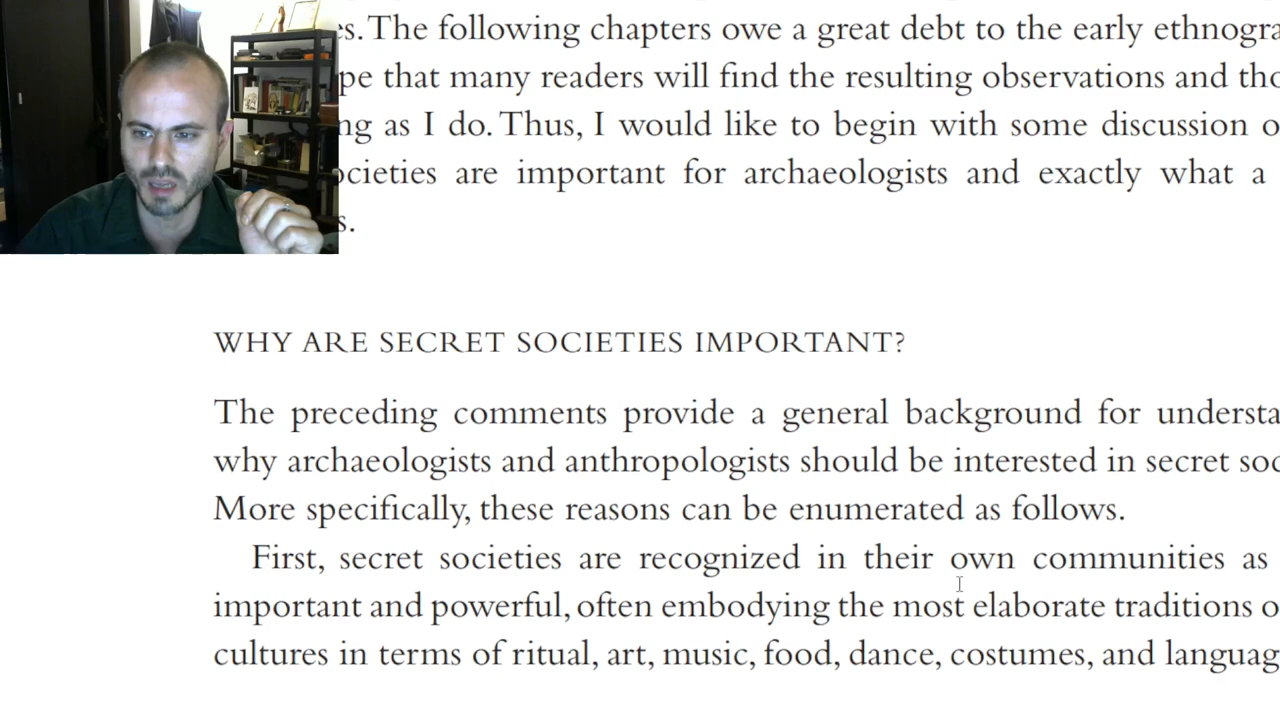 es. The following chapters owe a great debt to the early ethnogra
pe that many readers will find the resulting observations and tho
ng as I do. Thus, I would like to begin with some discussion o
ocieties are important for archaeologists and exactly what a
s.
WHY ARE SECRET SOCIETIES IMPORTANT?
The preceding comments provide a general background for understa
why archaeologists and anthropologists should be interested in secret soc
More specifically, these reasons can be enumerated as follows.
First, secret societies are recognized in their own communities as
important and powerful, often embodying the most elaborate traditions o
cultures in terms of ritual, art, music, food, dance, costumes, and languag